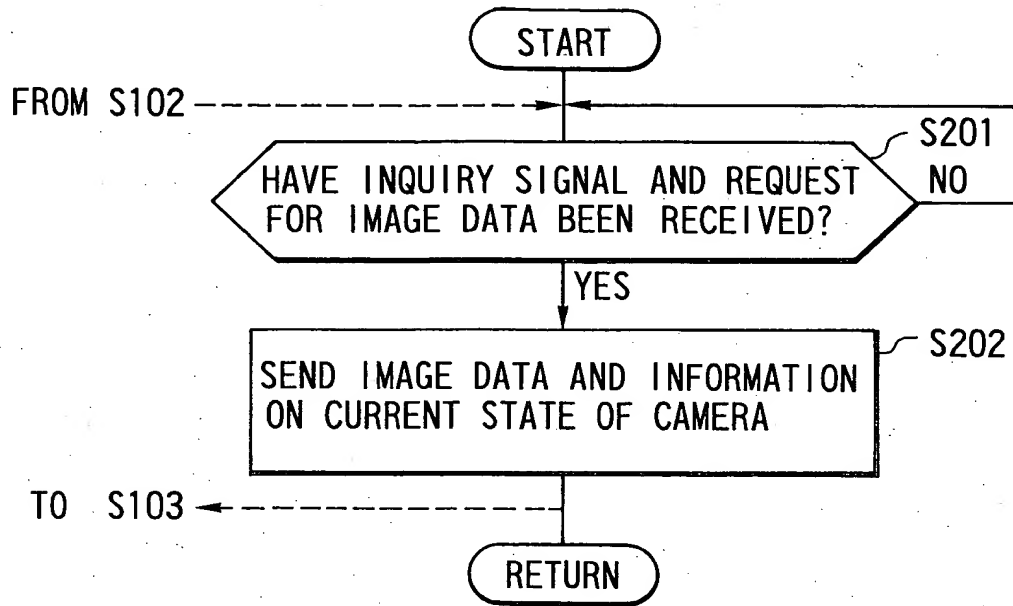 START
FROM S102
S201
HAVE INQUIRY SIGNAL AND REQUEST
FOR IMAGE DATA BEEN RECEIVED?
NO
YES
S202
SEND IMAGE DATA AND INFORMATION
ON CURRENT STATE OF CAMERA
TO S103
RETURN